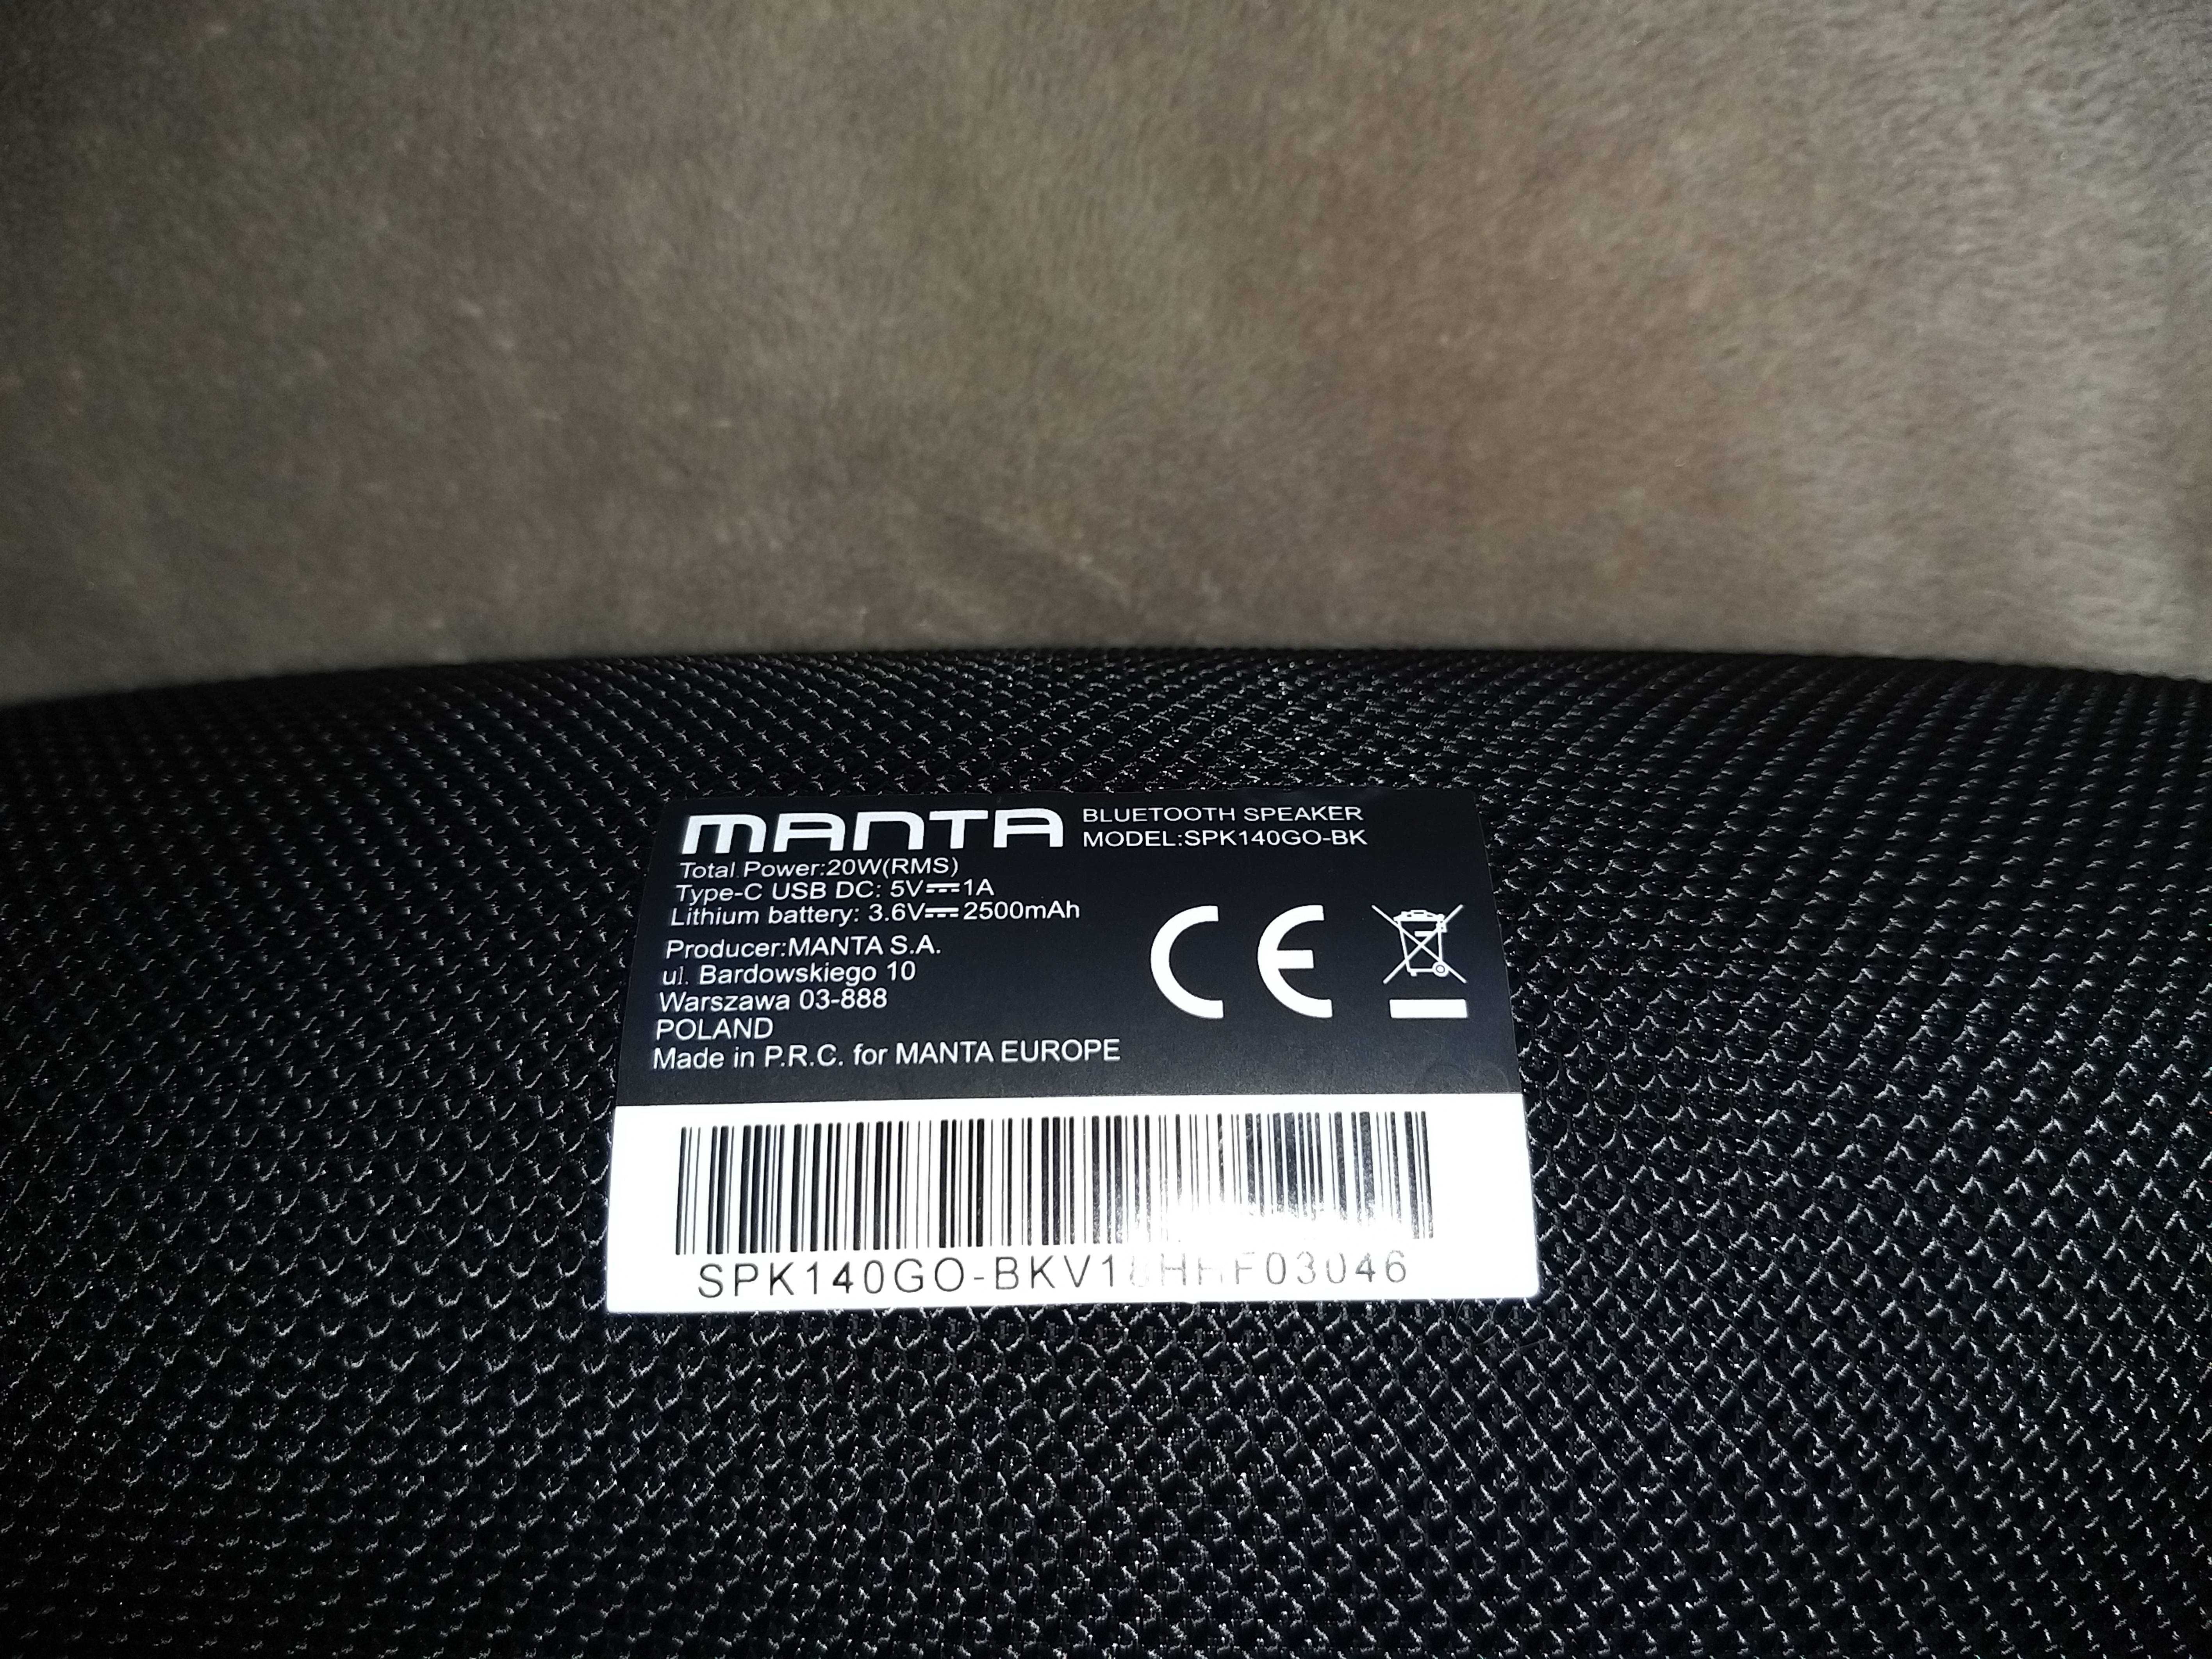 MANTA BLUETOOTH SPEAKER
MODEL:SPK140GO-BK
Total Power:20W(RMS)
Type-C USB DC: 5V⎓1A
Lithium battery: 3.6V⎓2500mAh
Producer:MANTA S.A.
ul. Bardowskiego 10
Warszawa 03-888
POLAND
Made in P.R.C. for MANTA EUROPE
CE